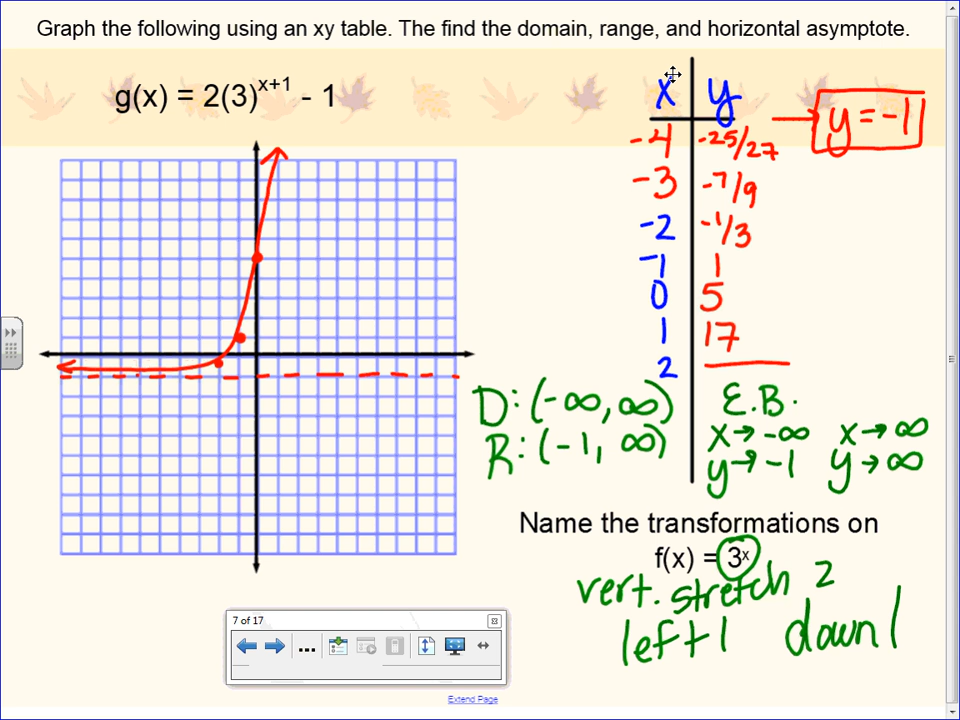 Graph the following using an xy table. The find the domain, range, and horizontal asymptote.
g(x) = 2(3)^x+1 - 1
x y
-4 -25/27 → y = -1
-3 -7/9
-2 -1/3
-1 1
0 5
1 17
2
D: (-∞, ∞)
R: (-1, ∞)
E.B.
x → -∞ x → ∞
y → -1 y → ∞
Name the transformations on
f(x) = 3^x
vert. stretch 2
left 1 down 1
7 of 17
Extend Page